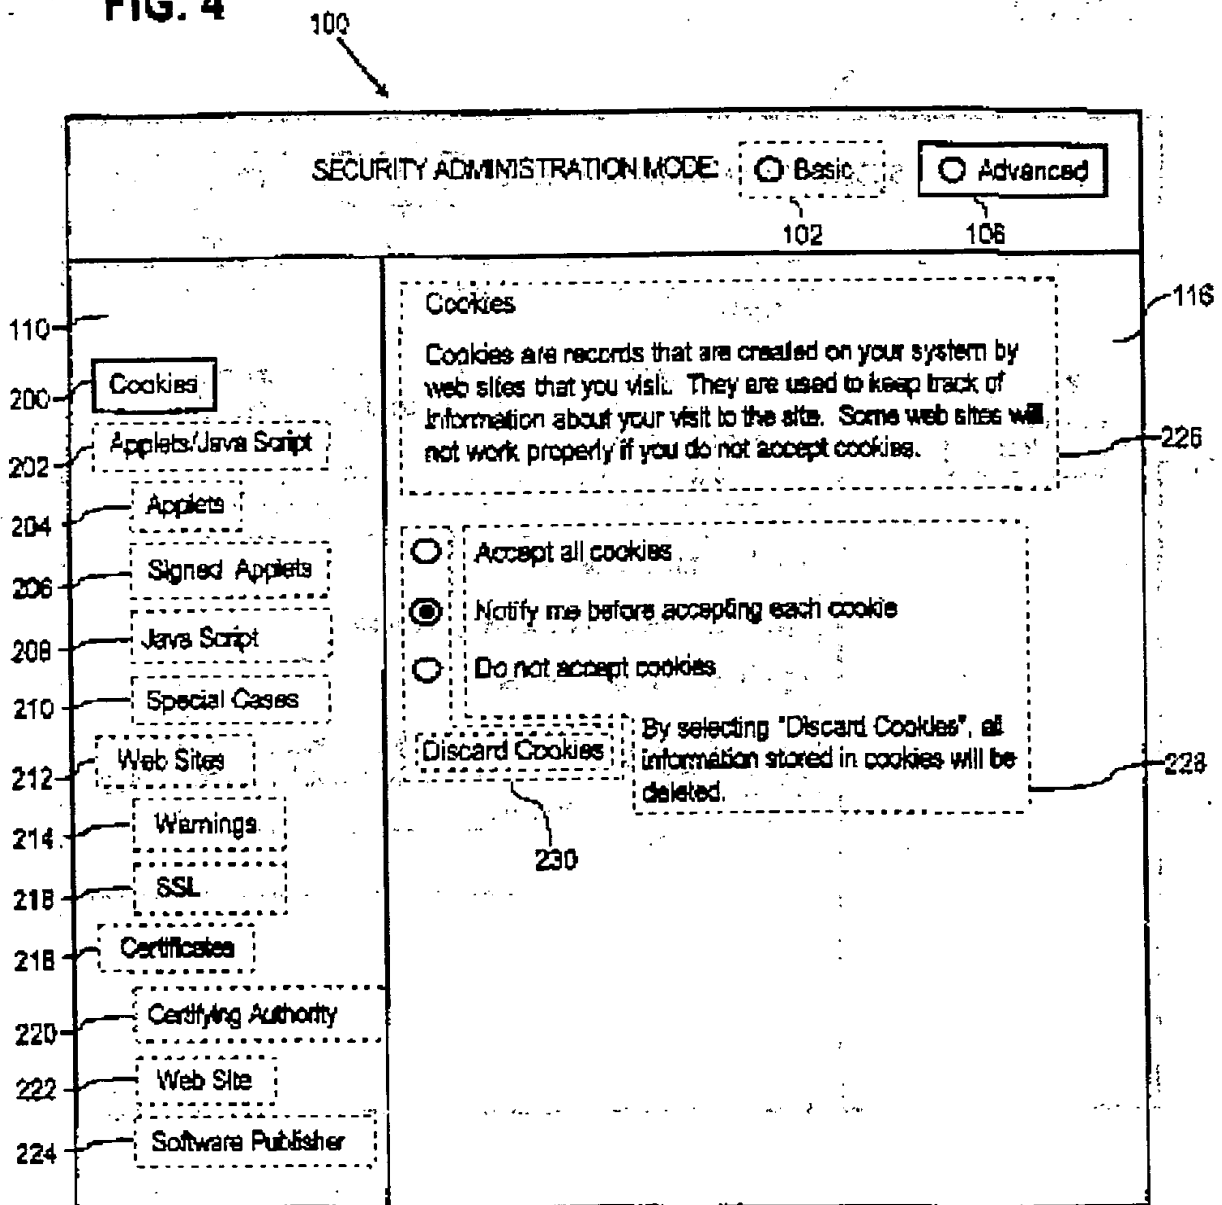 FIG. 4
100
SECURITY ADMINISTRATION MODE: Basic Advanced
102 106
110
116
Cookies
Cookies are records that are created on your system by
web sites that you visit. They are used to keep track of
information about your visit to the site. Some web sites will
not work properly if you do not accept cookies.
226
200 Cookies
202 Applets/Java Script
204 Applets
206 Signed Applets
208 Java Script
210 Special Cases
212 Web Sites
214 Warnings
216 SSL
218 Certificates
220 Certifying Authority
222 Web Site
224 Software Publisher
Accept all cookies
Notify me before accepting each cookie
Do not accept cookies
Discard Cookies
By selecting "Discard Cookies", all
information stored in cookies will be
deleted.
228
230